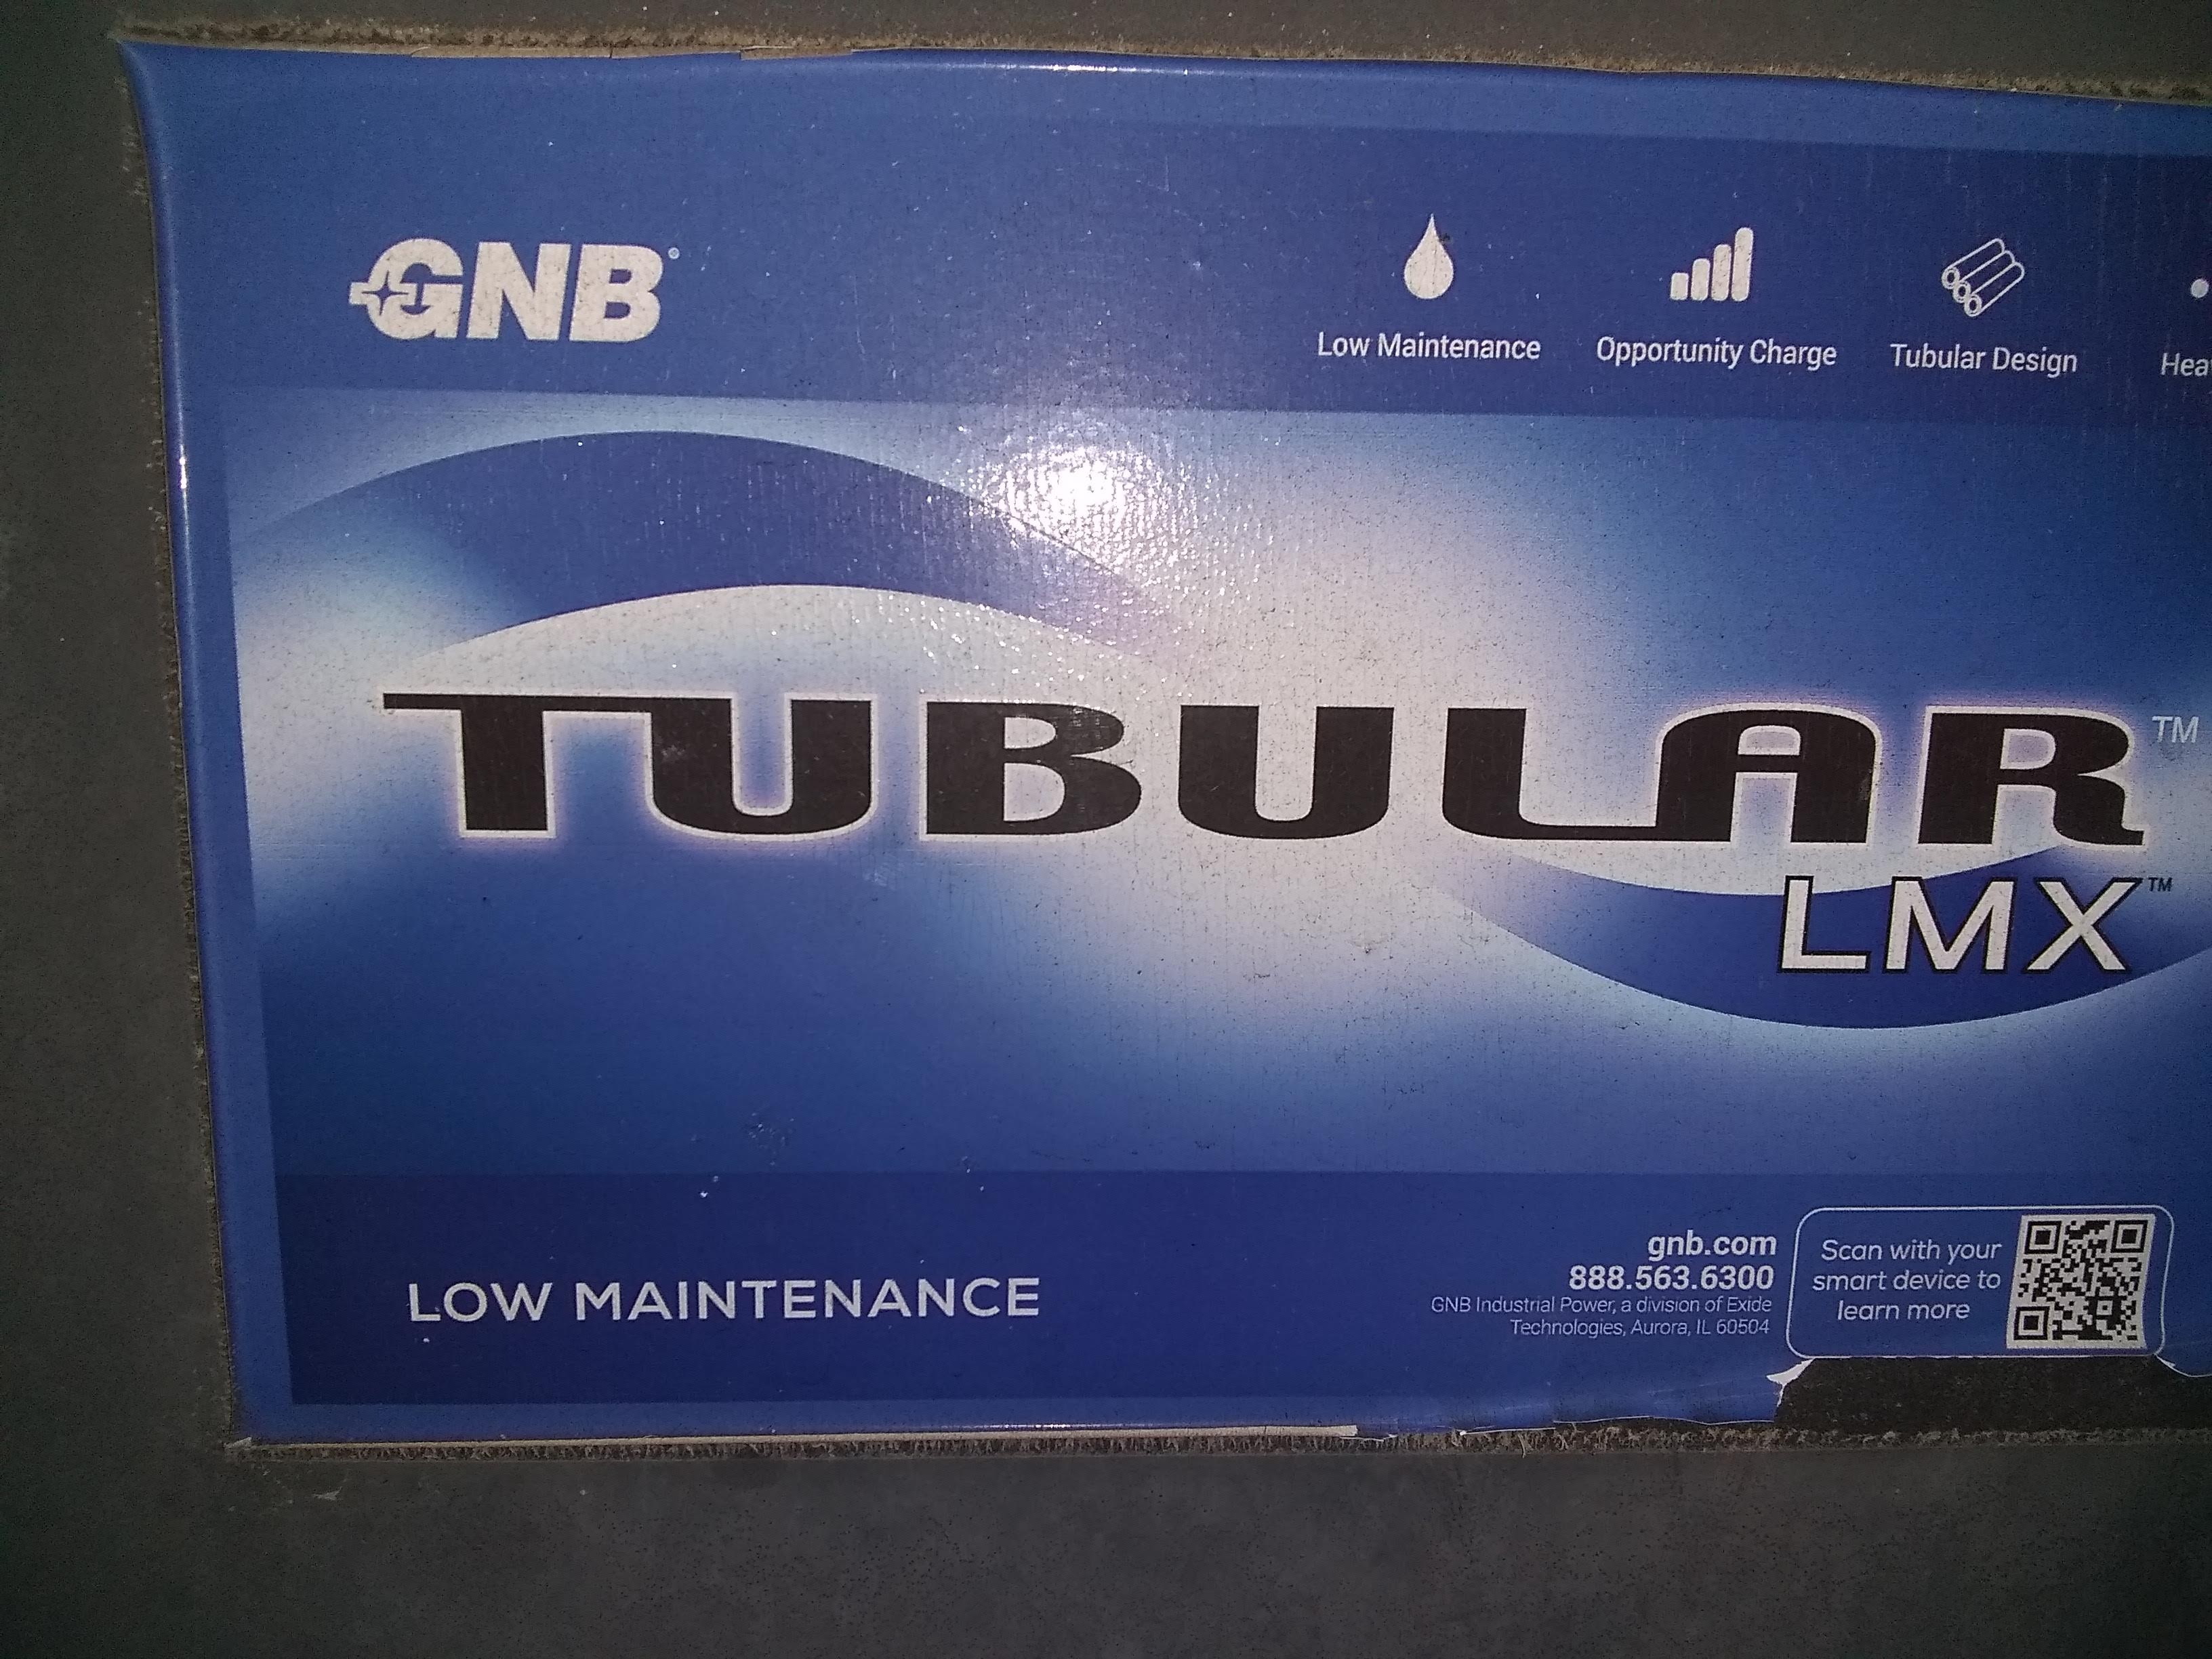 GNB
Low Maintenance
Opportunity Charge
Tubular Design
TUBULAR™
LMX™
LOW MAINTENANCE
gnb.com
888.563.6300
GNB Industrial Power, a division of Exide
Technologies, Aurora, IL 60504
Scan with your
smart device to
learn more